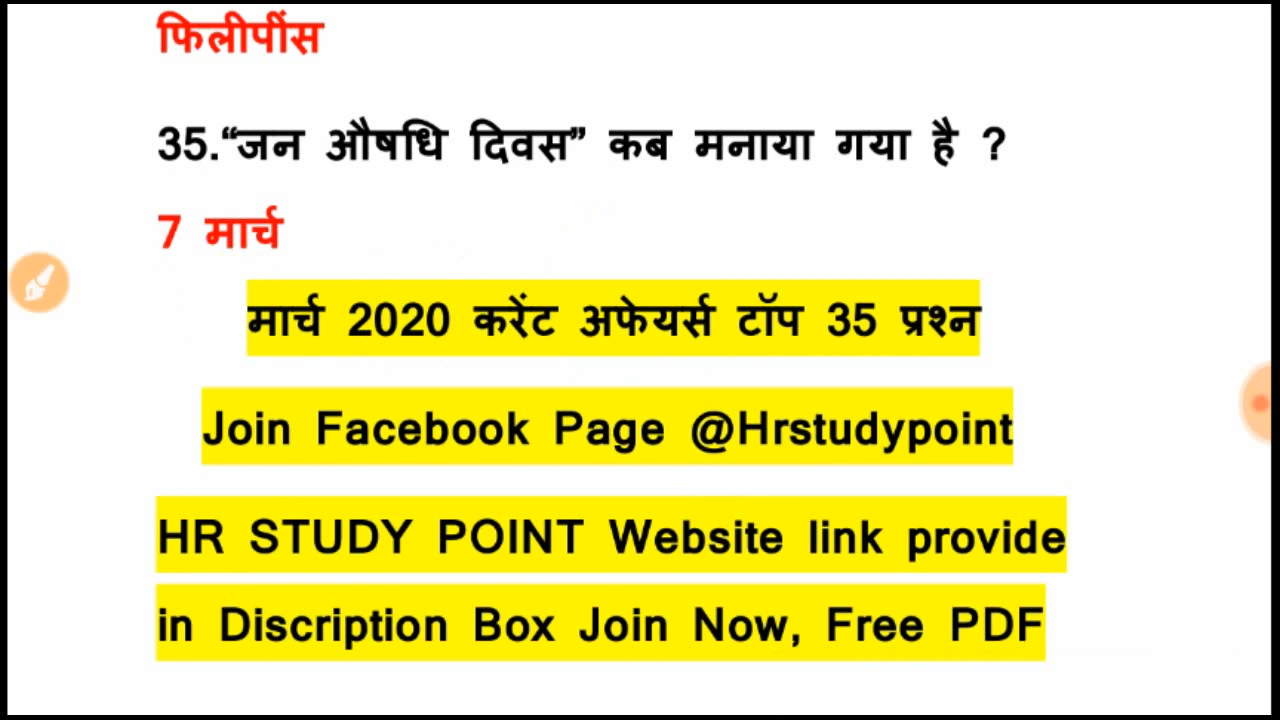 फिलीपींस
35.“जन औषधि दिवस” कब मनाया गया है ?
7 मार्च
मार्च 2020 करेंट अफेयर्स टॉप 35 प्रश्न
Join Facebook Page @Hrstudypoint
HR STUDY POINT Website link provide
in Discription Box Join Now, Free PDF